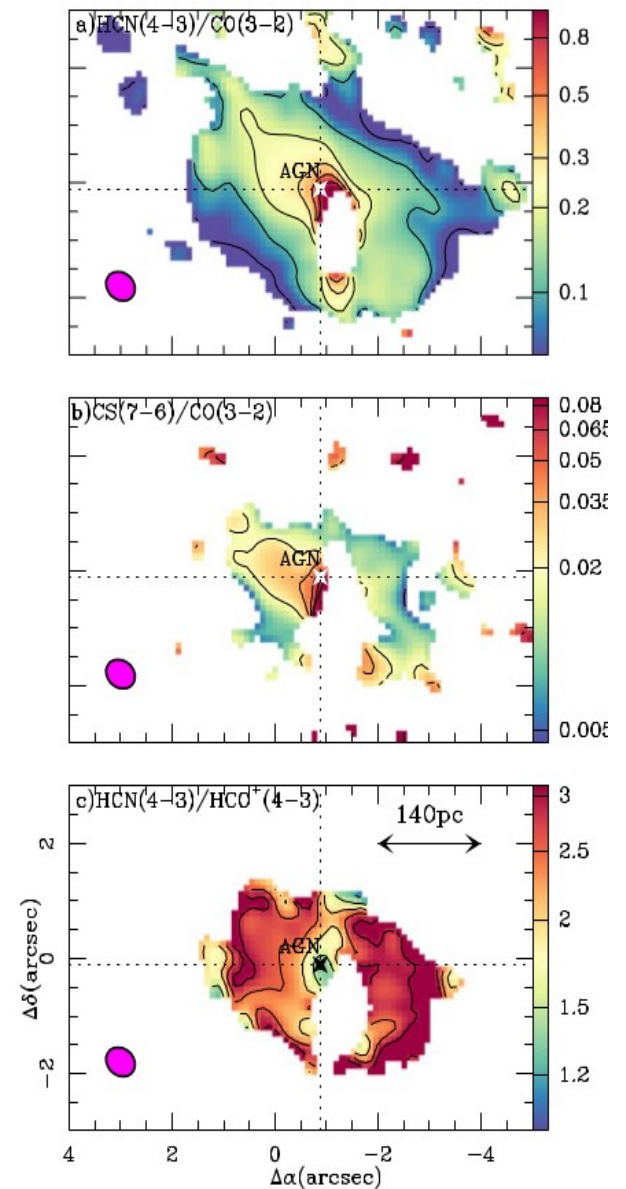 a)HCN(4-3)/CO(3-2)
AGN
0.8
0.5
0.3
0.2
0.1
b)CS(7-6)/CO(3-2)
AGN
0.08
0.065
0.05
0.035
0.02
0.005
c)HCN(4-3)/HCO⁺(4-3)
140pc
AGN
3
2.5
2
1.5
1.2
2
0
−2
Δδ(arcsec)
4 2 0 −2 −4
Δα(arcsec)